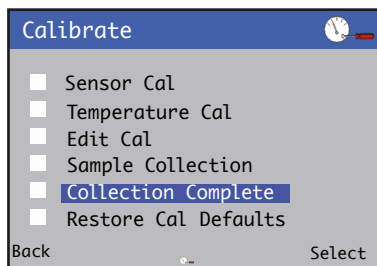 Calibrate
Sensor Cal
Temperature Cal
Edit Cal
Sample Collection
Collection Complete
Restore Cal Defaults
Back Select